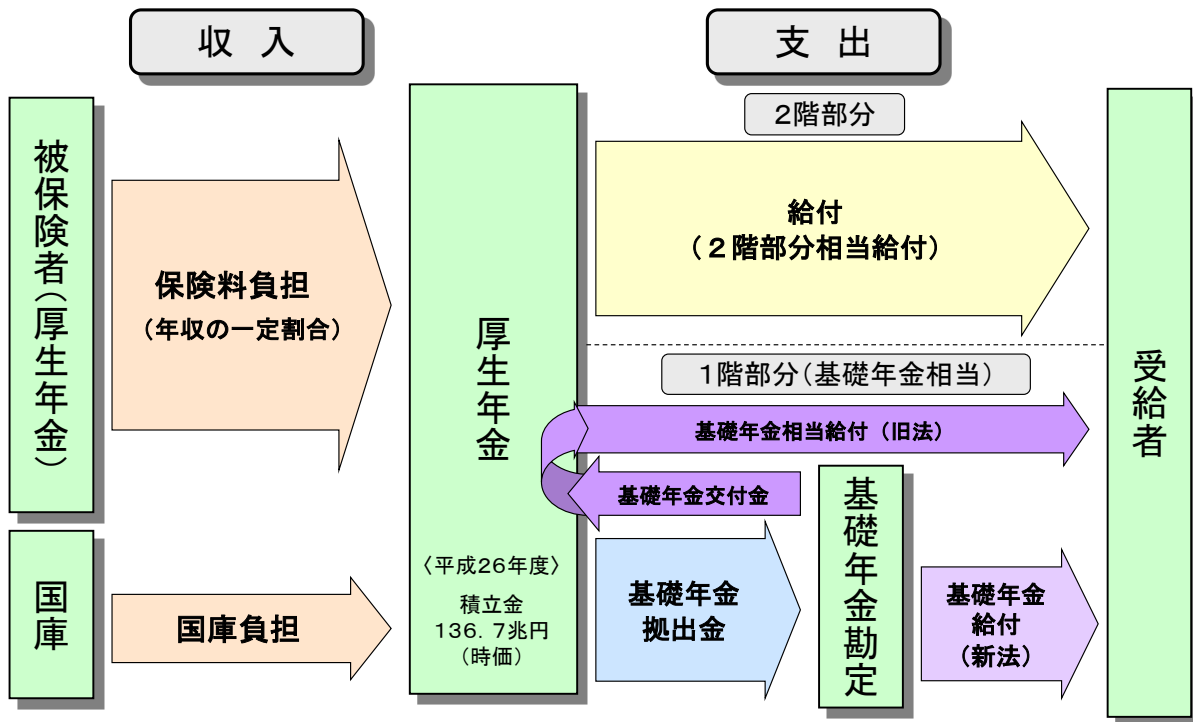 収 入
支 出
被保険者(厚生年金)
保険料負担
(年収の一定割合)
国庫
国庫負担
厚生年金
〈平成26年度〉
積立金
136.7兆円
(時価)
2階部分
給付
(2階部分相当給付)
1階部分(基礎年金相当)
基礎年金相当給付(旧法)
基礎年金交付金
基礎年金
拠出金
基礎年金勘定
基礎年金
給付
(新法)
受給者